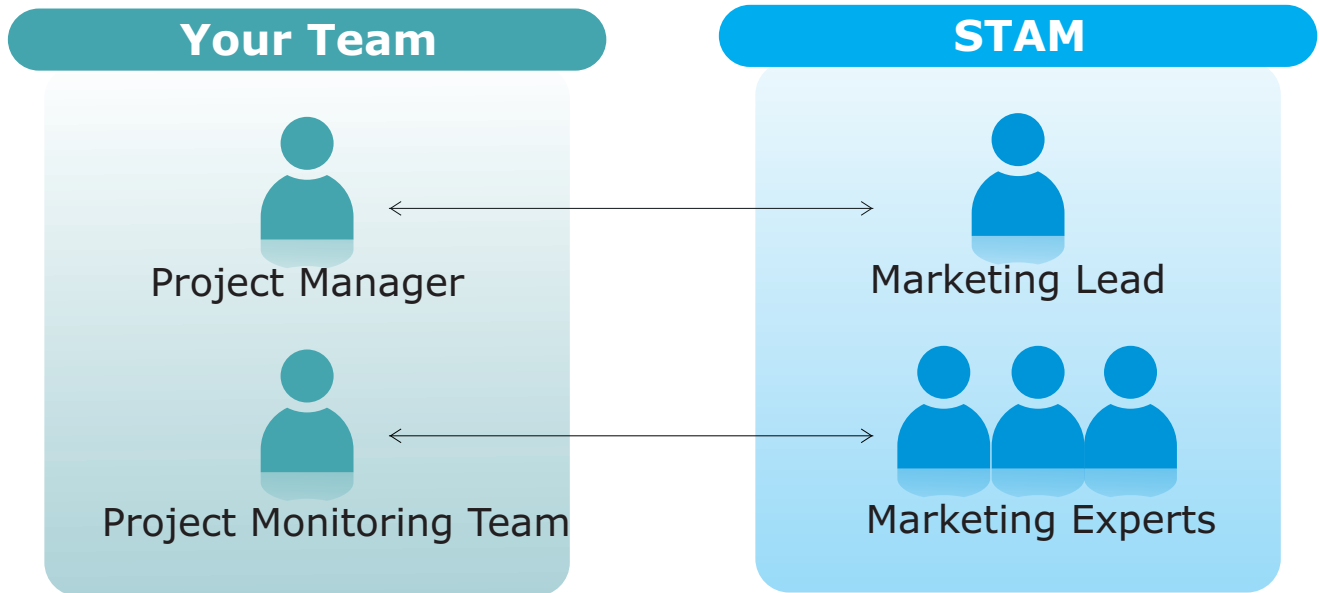 Your Team
STAM
Project Manager
Marketing Lead
Project Monitoring Team
Marketing Experts